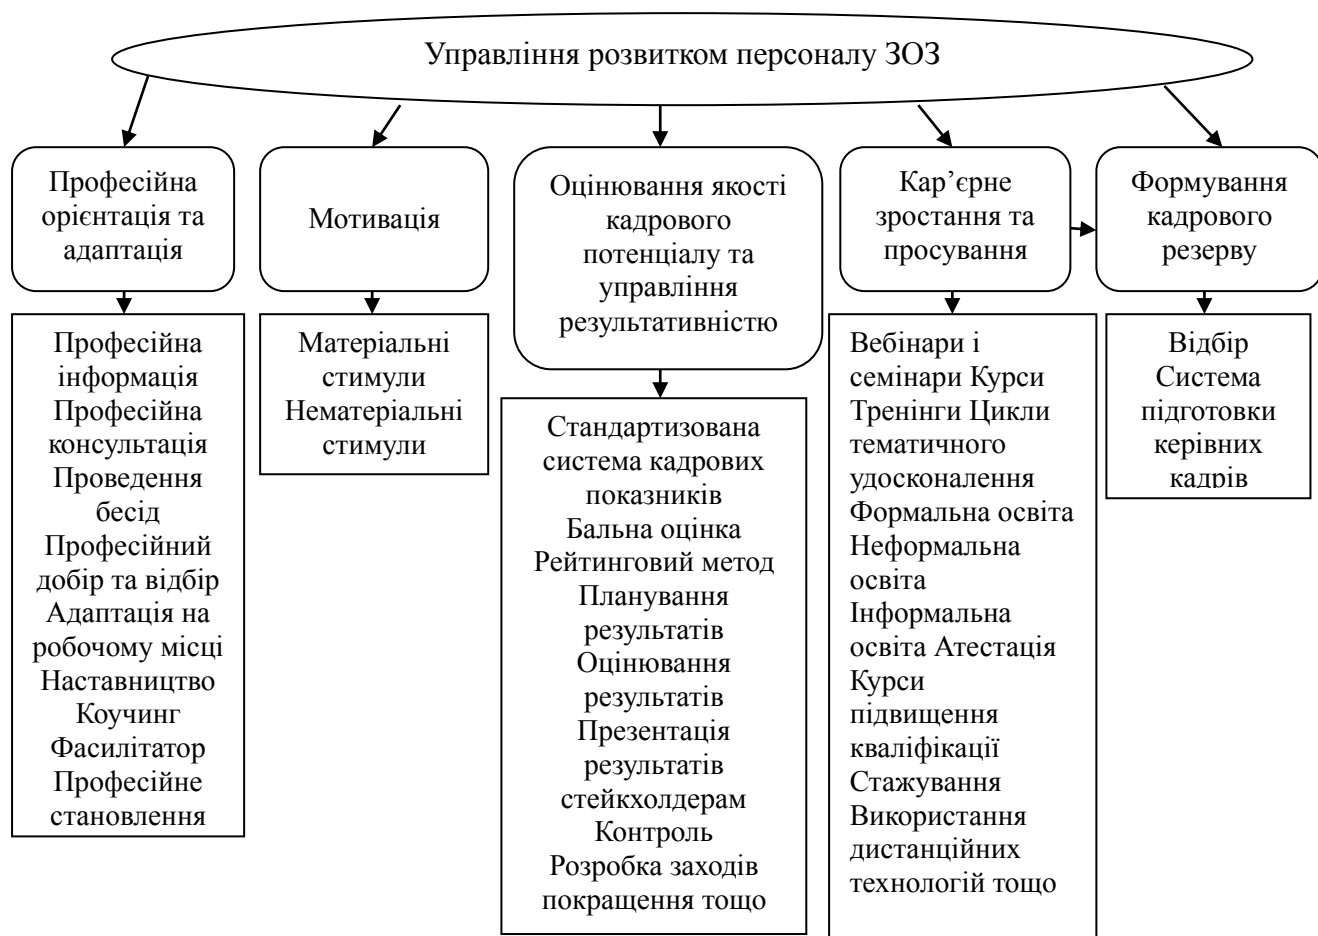 Управління розвитком персоналу ЗОЗ
Професійна
орієнтація та
адаптація
Мотивація
Оцінювання якості
кадрового
потенціалу та
управління
результативністю
Кар’єрне
зростання та
просування
Формування
кадрового
резерву
Професійна
інформація
Професійна
консультація
Проведення
бесід
Професійний
добір та відбір
Адаптація на
робочому місці
Наставництво
Коучинг
Фасилітатор
Професійне
становлення
Матеріальні
стимули
Нематеріальні
стимули
Стандартизована
система кадрових
показників
Бальна оцінка
Рейтинговий метод
Планування
результатів
Оцінювання
результатів
Презентація
результатів
стейкхолдерам
Контроль
Розробка заходів
покращення тощо
Вебінари і
семінари Курси
Тренінги Цикли
тематичного
удосконалення
Формальна освіта
Неформальна
освіта
Інформальна
освіта Атестація
Курси
підвищення
кваліфікації
Стажування
Використання
дистанційних
технологій тощо
Відбір
Система
підготовки
керівних
кадрів